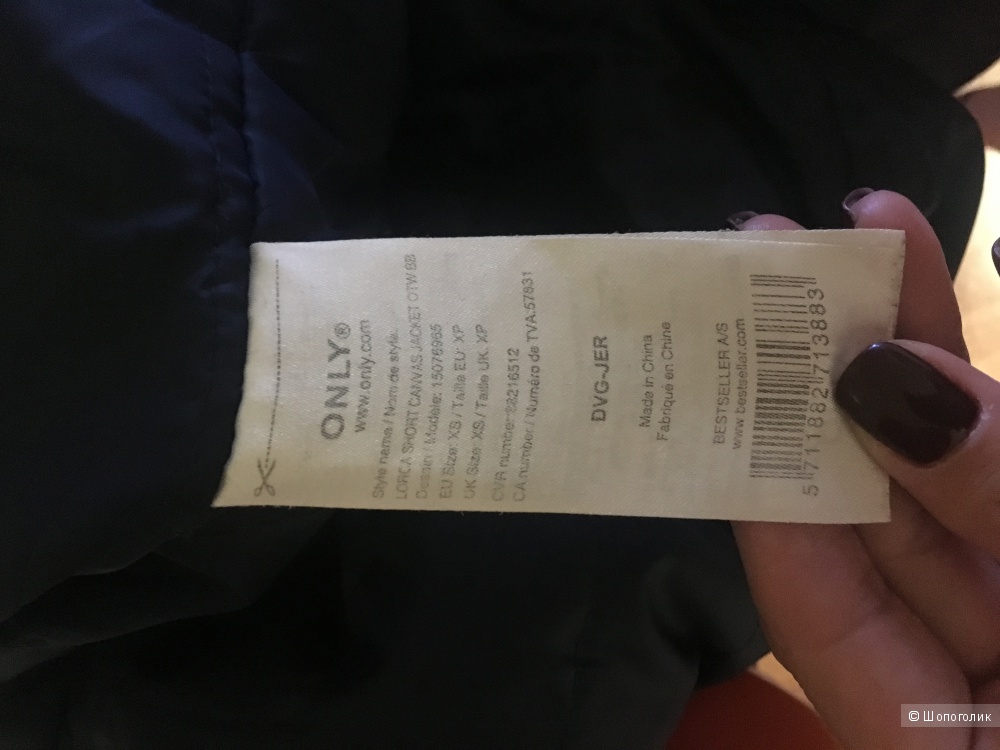 ONLY®
www.only.com
Style name / Nom de style:
LORCA SHORT CANVAS JACKET OTW BB
Design / Modele: 15076965
EU Size: XS / Taille EU: XP
UK Size: XS / Taille UK: XP
CVR number: 88216512
CA number / Numéro de TVA:57831
DVG-JER
Made in China
Fabriqué en Chine
BESTSELLER A/S
www.bestseller.com
5 711882 713883
© Шопоголик